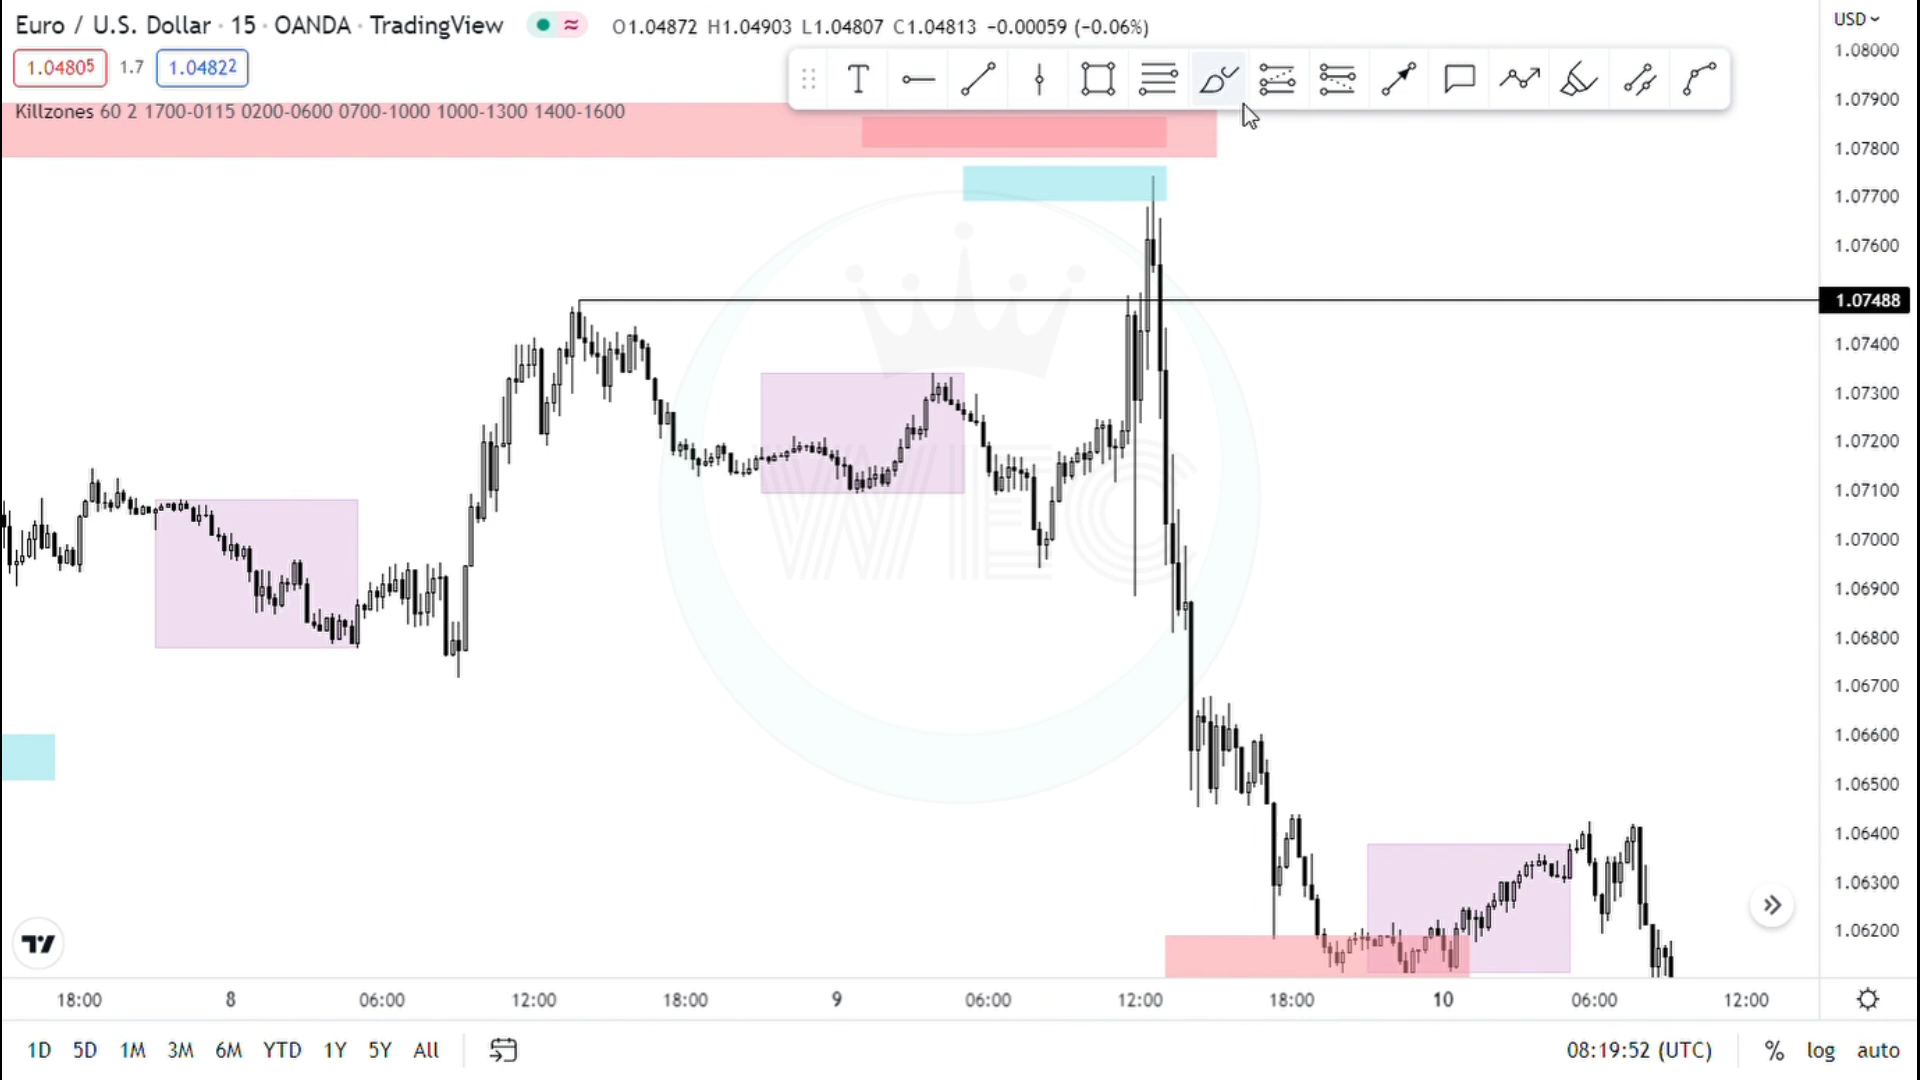 Euro / U.S. Dollar · 15 · OANDA · TradingView
O1.04872 H1.04903 L1.04807 C1.04813 −0.00059 (−0.06%)
USD
1.04805 1.7 1.04822
Killzones 60 2 1700-0115 0200-0600 0700-1000 1000-1300 1400-1600
1.08000
1.07900
1.07800
1.07700
1.07600
1.07488
1.07400
1.07300
1.07200
1.07100
1.07000
1.06900
1.06800
1.06700
1.06600
1.06500
1.06400
1.06300
1.06200
WEC
18:00 8 06:00 12:00 18:00 9 06:00 12:00 18:00 10 06:00 12:00
1D 5D 1M 3M 6M YTD 1Y 5Y All 08:19:52 (UTC) % log auto